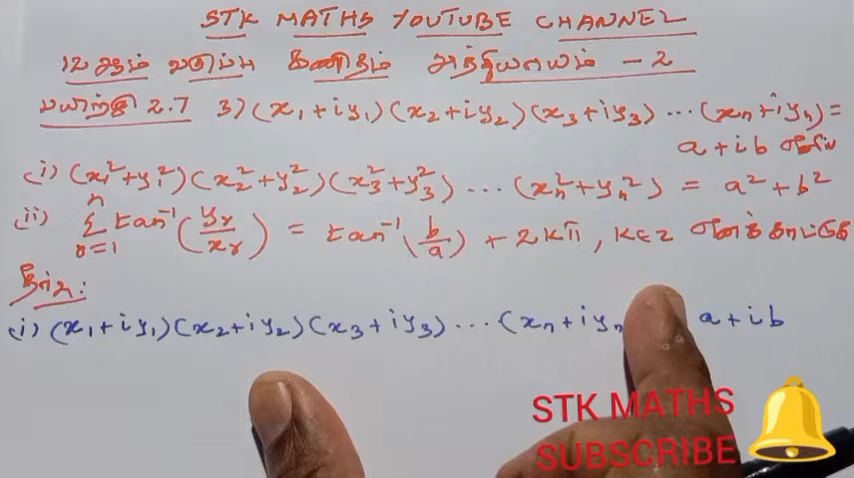 STK MATHS YOUTUBE CHANNEL
12 ஆம் வகுப்பு கணிதம் அத்தியாயம் - 2
பயிற்சி 2.7 3) (x₁+iy₁)(x₂+iy₂)(x₃+iy₃) ... (xₙ+iyₙ) =
a+ib எனில்
(i) (x₁²+y₁²)(x₂²+y₂²)(x₃²+y₃²) ... (xₙ²+yₙ²) = a²+b²
(ii) ∑ᵣ₌₁ⁿ tan⁻¹(yᵣ/xᵣ) = tan⁻¹(b/a) + 2kπ, k∈z எனக் காட்டுக
தீர்வு:
(i) (x₁+iy₁)(x₂+iy₂)(x₃+iy₃) ... (xₙ+iyₙ a+ib
STK MATHS
SUBSCRIBE